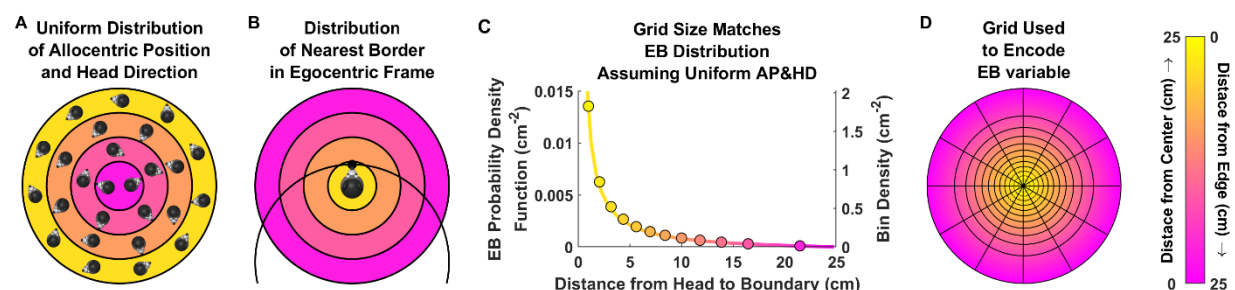 A
Uniform Distribution
of Allocentric Position
and Head Direction
B
Distribution
of Nearest Border
in Egocentric Frame
C
Grid Size Matches
EB Distribution
Assuming Uniform AP&HD
EB Probability Density
Function (cm⁻²)
0.015
0.01
0.005
0
2
1.5
1
0.5
0
Bin Density (cm⁻²)
0 5 10 15 20 25
Distance from Head to Boundary (cm)
D
Grid Used
to Encode
EB variable
Distace from Center (cm) →
25
0
0
25
Distace from Edge (cm) →